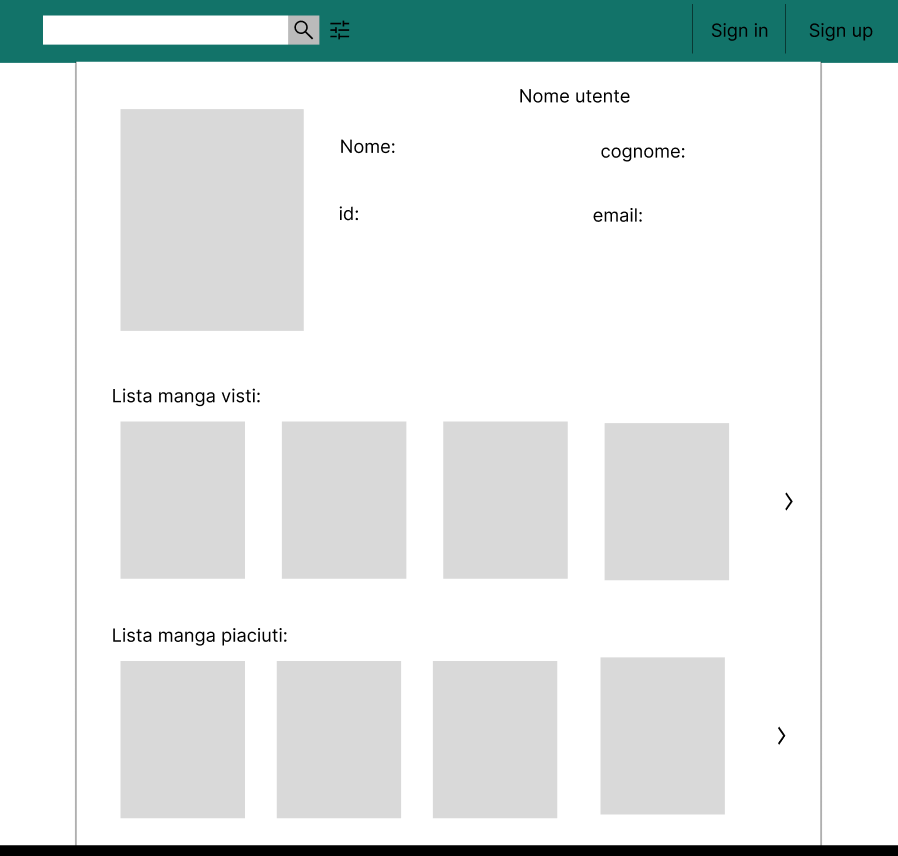 Sign in
Sign up
Nome utente
Nome:
cognome:
id:
email:
Lista manga visti:
Lista manga piaciuti: